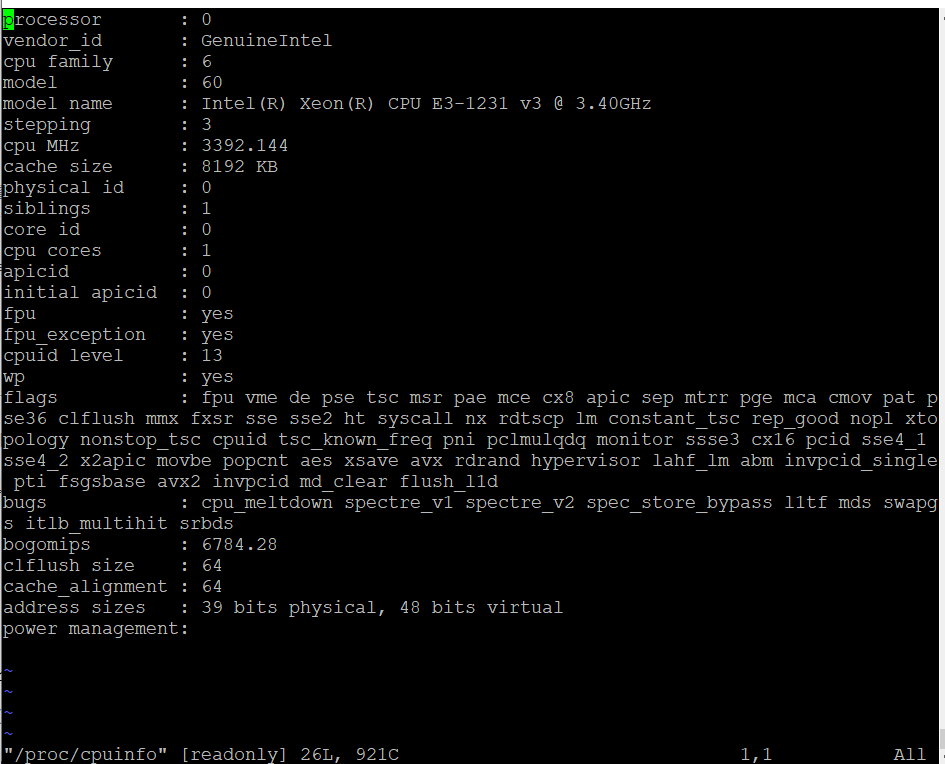 processor       : 0
vendor_id       : GenuineIntel
cpu family      : 6
model           : 60
model name      : Intel(R) Xeon(R) CPU E3-1231 v3 @ 3.40GHz
stepping        : 3
cpu MHz         : 3392.144
cache size      : 8192 KB
physical id     : 0
siblings        : 1
core id         : 0
cpu cores       : 1
apicid          : 0
initial apicid  : 0
fpu             : yes
fpu_exception   : yes
cpuid level     : 13
wp              : yes
flags           : fpu vme de pse tsc msr pae mce cx8 apic sep mtrr pge mca cmov pat p
se36 clflush mmx fxsr sse sse2 ht syscall nx rdtscp lm constant_tsc rep_good nopl xto
pology nonstop_tsc cpuid tsc_known_freq pni pclmulqdq monitor ssse3 cx16 pcid sse4_1
sse4_2 x2apic movbe popcnt aes xsave avx rdrand hypervisor lahf_lm abm invpcid_single
 pti fsgsbase avx2 invpcid md_clear flush_l1d
bugs            : cpu_meltdown spectre_v1 spectre_v2 spec_store_bypass l1tf mds swapg
s itlb_multihit srbds
bogomips        : 6784.28
clflush size    : 64
cache_alignment : 64
address sizes   : 39 bits physical, 48 bits virtual
power management:
~
~
~
~
"/proc/cpuinfo" [readonly] 26L, 921C                               1,1           All